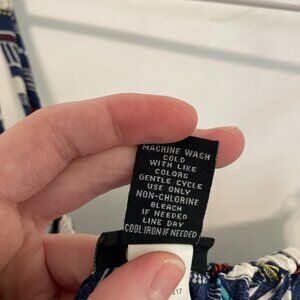 MACHINE WASH
COLD
WITH LIKE
COLORS
GENTLE CYCLE
USE ONLY
NON-CHLORINE
BLEACH
IF NEEDED
LINE DRY
COOL IRON IF NEEDED
217